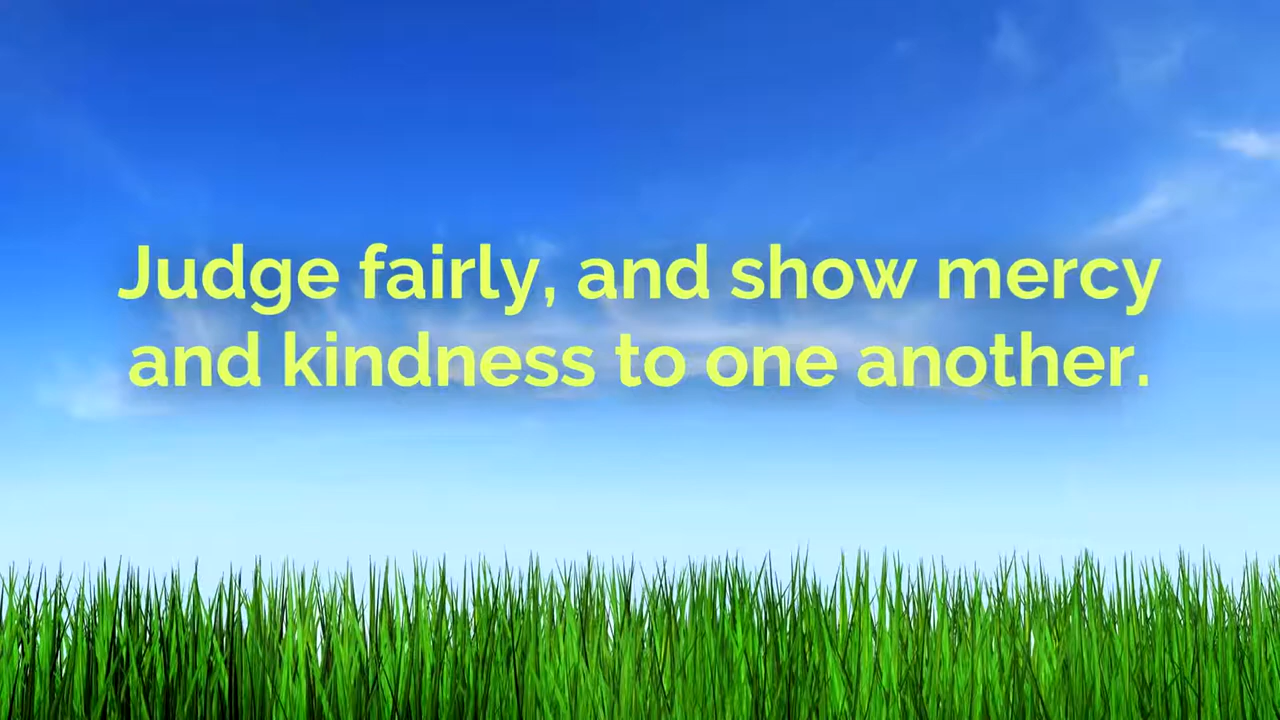 Judge fairly, and show mercy
and kindness to one another.